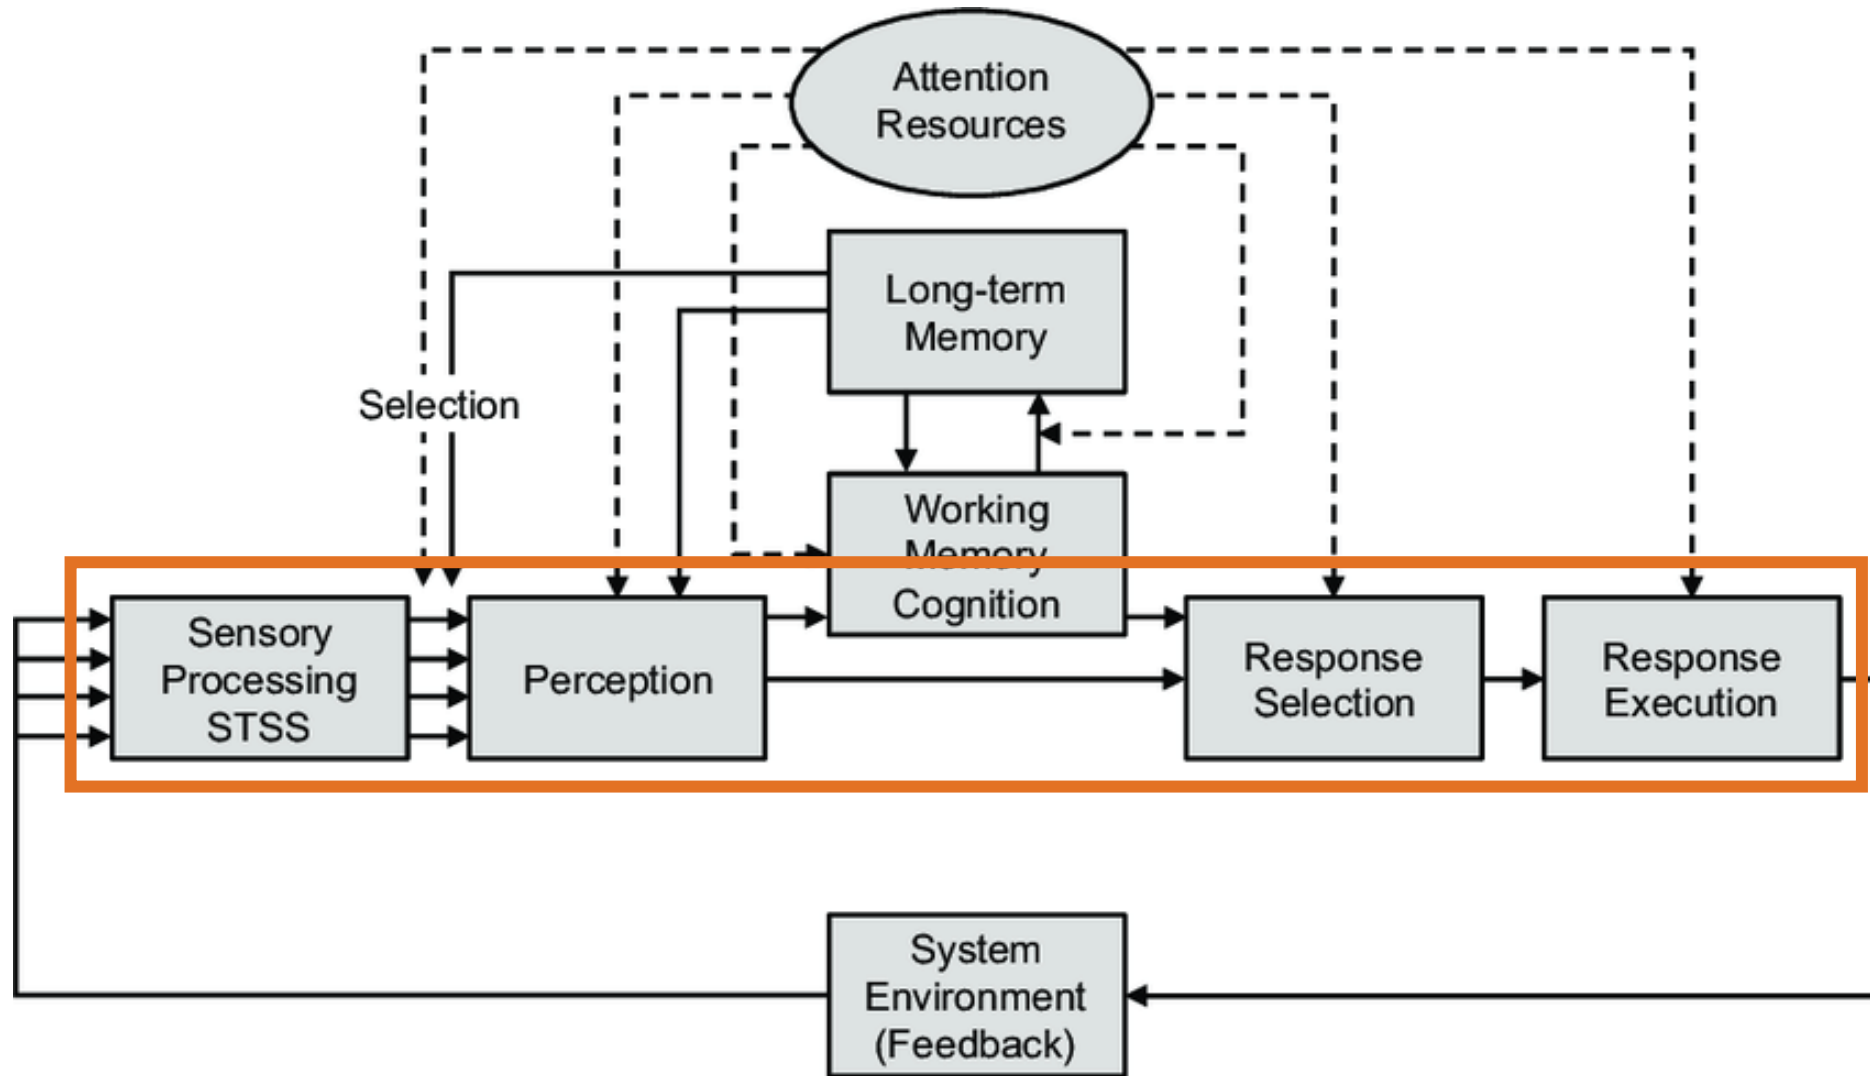 Attention
Resources
Long-term
Memory
Selection
Working
Memory
Cognition
Sensory
Processing
STSS
Perception
Response
Selection
Response
Execution
System
Environment
(Feedback)